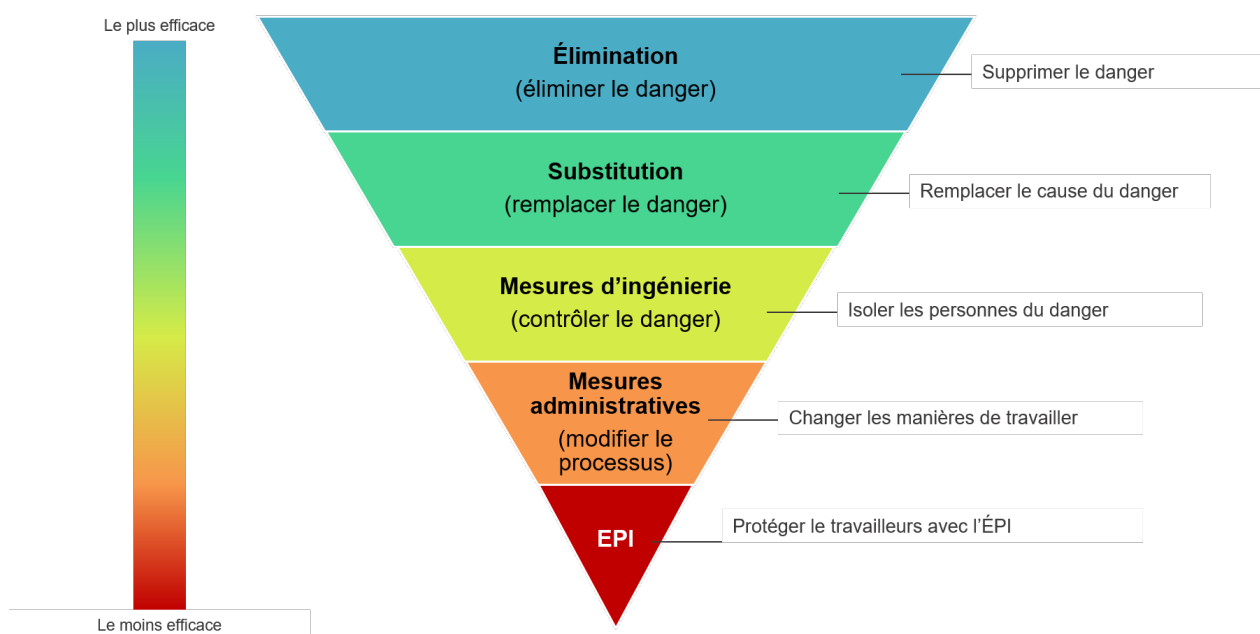 Le plus efficace
Élimination
(éliminer le danger)
Supprimer le danger
Substitution
(remplacer le danger)
Remplacer le cause du danger
Mesures d’ingénierie
(contrôler le danger)
Isoler les personnes du danger
Mesures
administratives
(modifier le
processus)
Changer les manières de travailler
EPI
Protéger le travailleurs avec l’ÉPI
Le moins efficace